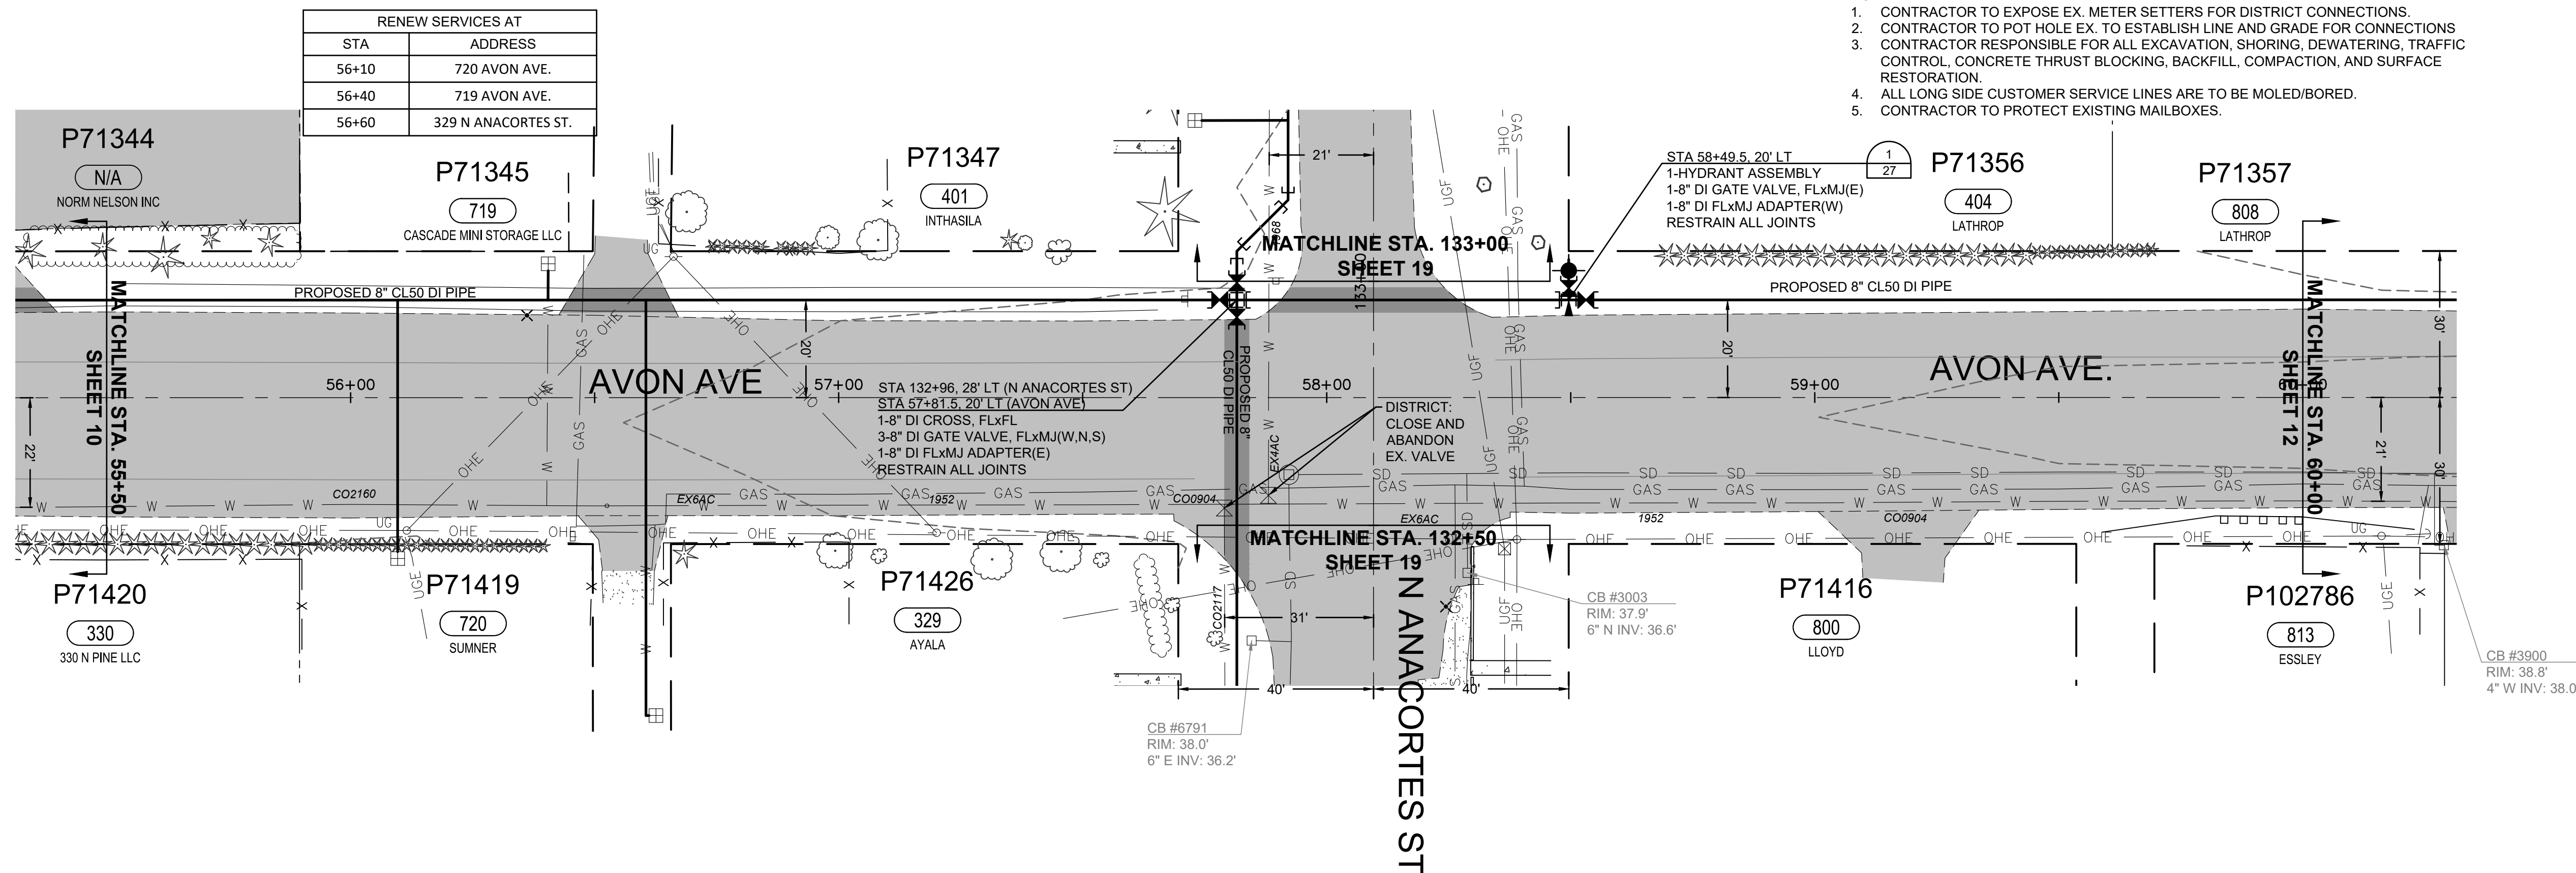 RENEW SERVICES AT
STA ADDRESS
56+10 720 AVON AVE.
56+40 719 AVON AVE.
56+60 329 N ANACORTES ST.
1. CONTRACTOR TO EXPOSE EX. METER SETTERS FOR DISTRICT CONNECTIONS.
2. CONTRACTOR TO POT HOLE EX. TO ESTABLISH LINE AND GRADE FOR CONNECTIONS
3. CONTRACTOR RESPONSIBLE FOR ALL EXCAVATION, SHORING, DEWATERING, TRAFFIC
CONTROL, CONCRETE THRUST BLOCKING, BACKFILL, COMPACTION, AND SURFACE
RESTORATION.
4. ALL LONG SIDE CUSTOMER SERVICE LINES ARE TO BE MOLED/BORED.
5. CONTRACTOR TO PROTECT EXISTING MAILBOXES.
P71344
N/A
NORM NELSON INC
P71345
719
CASCADE MINI STORAGE LLC
P71347
401
INTHASILA
21'
STA 58+49.5, 20' LT
1-HYDRANT ASSEMBLY
1-8" DI GATE VALVE, FLxMJ(E)
1-8" DI FLxMJ ADAPTER(W)
RESTRAIN ALL JOINTS
1
27
P71356
404
LATHROP
P71357
808
LATHROP
MATCHLINE STA. 133+00
SHEET 19
133+00
PROPOSED 8" CL50 DI PIPE
PROPOSED 8" CL50 DI PIPE
MATCHLINE STA. 55+50
SHEET 10
MATCHLINE STA. 60+00
SHEET 12
56+00
AVON AVE
57+00
58+00
59+00
AVON AVE.
60+00
20'
20'
30'
30'
22'
21'
STA 132+96, 28' LT (N ANACORTES ST)
STA 57+81.5, 20' LT (AVON AVE)
1-8" DI CROSS, FLxFL
3-8" DI GATE VALVE, FLxMJ(W,N,S)
1-8" DI FLxMJ ADAPTER(E)
RESTRAIN ALL JOINTS
PROPOSED 8"
CL50 DI PIPE
DISTRICT:
CLOSE AND
ABANDON
EX. VALVE
EX4AC
CO2160
EX6AC
1952
CO0904
EX6AC
1952
CO0904
MATCHLINE STA. 132+50
SHEET 19
CO2117
31'
40'
40'
N ANACORTES ST
P71420
330
330 N PINE LLC
P71419
720
SUMNER
P71426
329
AYALA
P71416
800
LLOYD
P102786
813
ESSLEY
CB #3003
RIM: 37.9'
6" N INV: 36.6'
CB #6791
RIM: 38.0'
6" E INV: 36.2'
CB #3900
RIM: 38.8'
4" W INV: 38.0